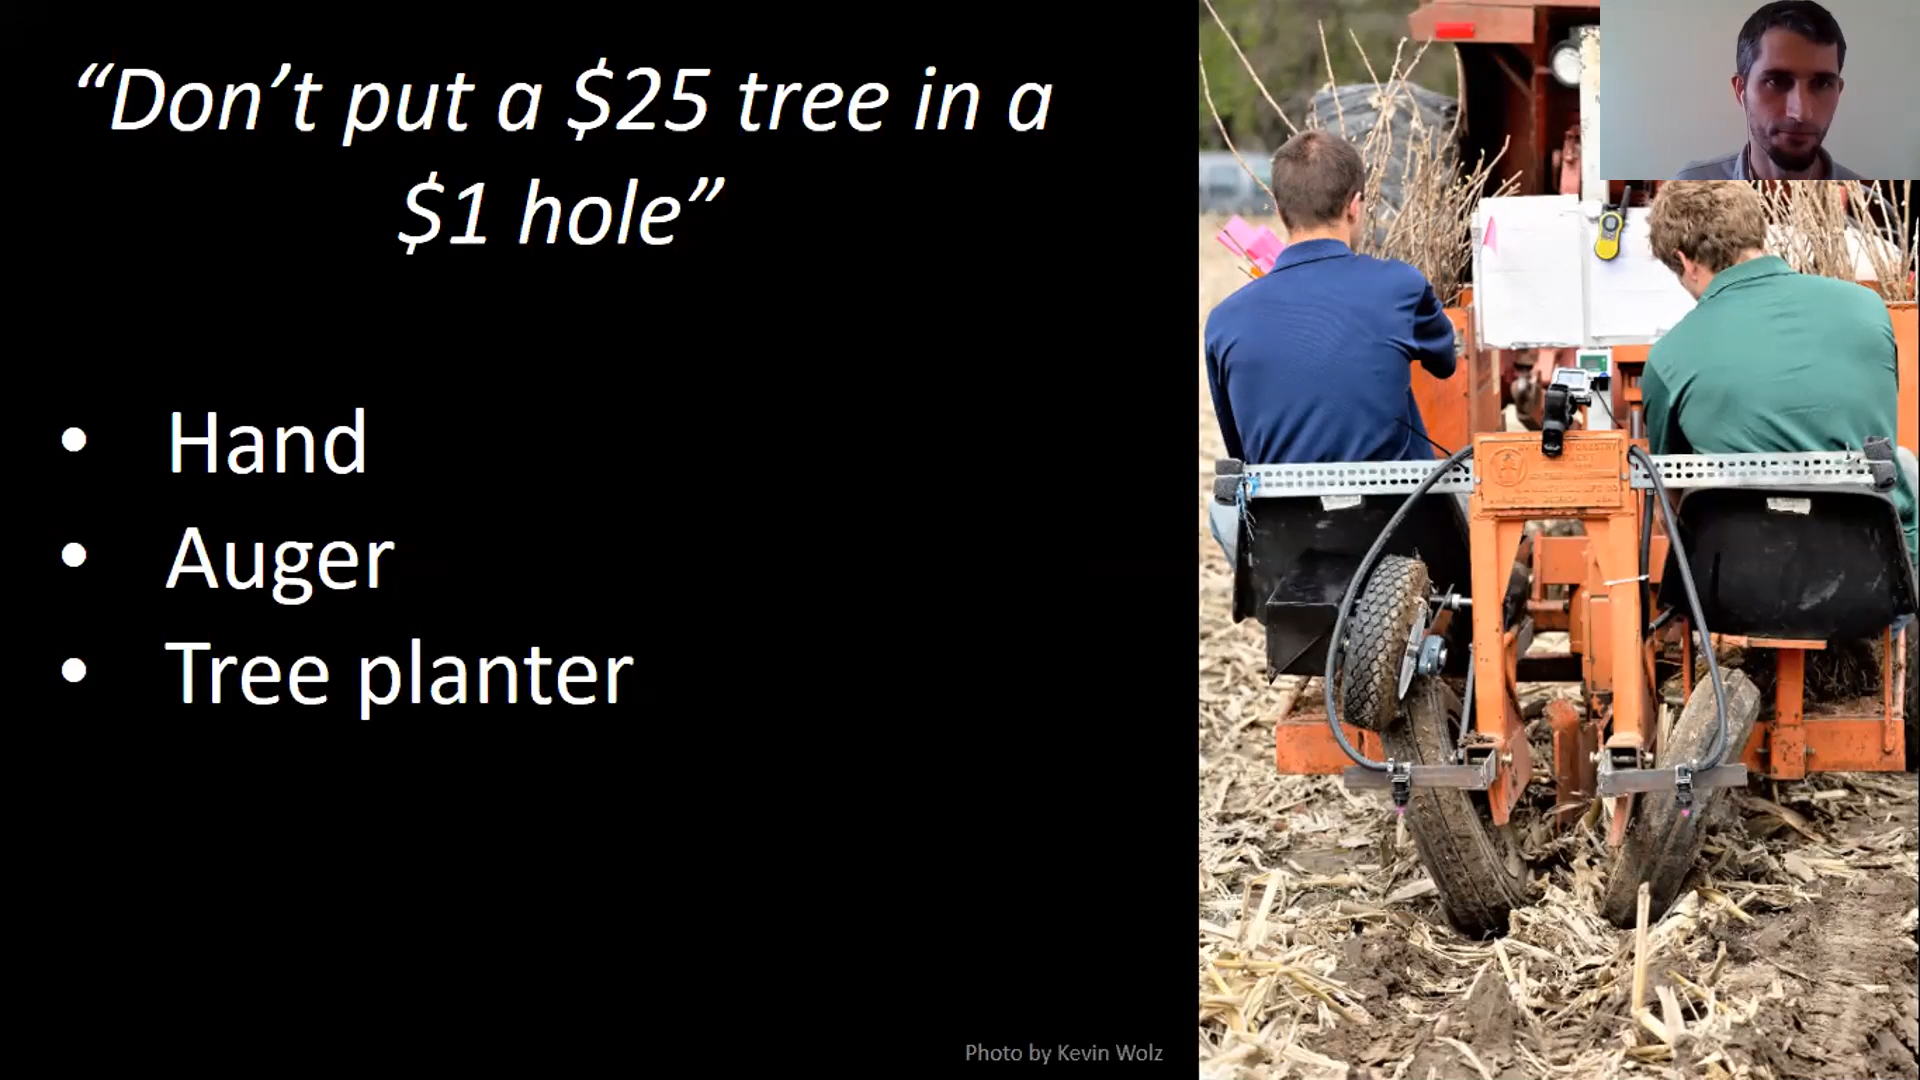 “Don’t put a $25 tree in a
$1 hole”
• Hand
• Auger
• Tree planter
Photo by Kevin Wolz